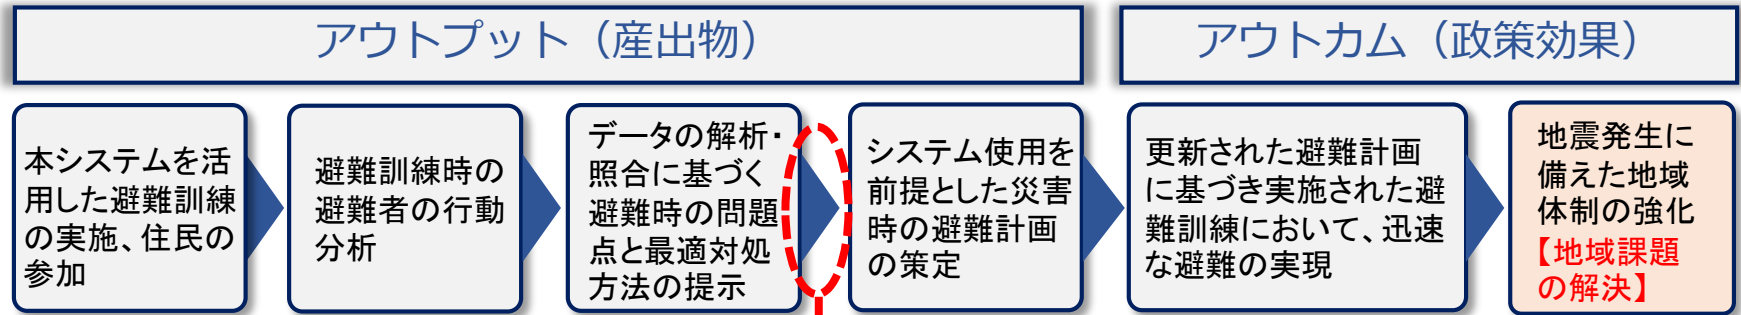 アウトプット（産出物）
アウトカム（政策効果）
本システムを活
用した避難訓練
の実施、住民の
参加
避難訓練時の
避難者の行動
分析
データの解析・
照合に基づく
避難時の問題
点と最適対処
方法の提示
システム使用を
前提とした災害
時の避難計画
の策定
更新された避難計画
に基づき実施された避
難訓練において、迅速
な避難の実現
地震発生に
備えた地域
体制の強化
【地域課題
の解決】